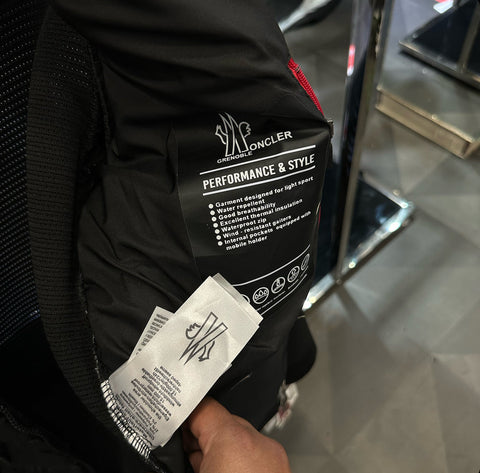 MONCLER
GRENOBLE
PERFORMANCE & STYLE
● Garment designed for light sport
● Water repellent
● Good breathability
● Excellent thermal insulation
● Waterproof zip
● Wind - resistant gaiters
● Internal pockets equipped with
mobile holder